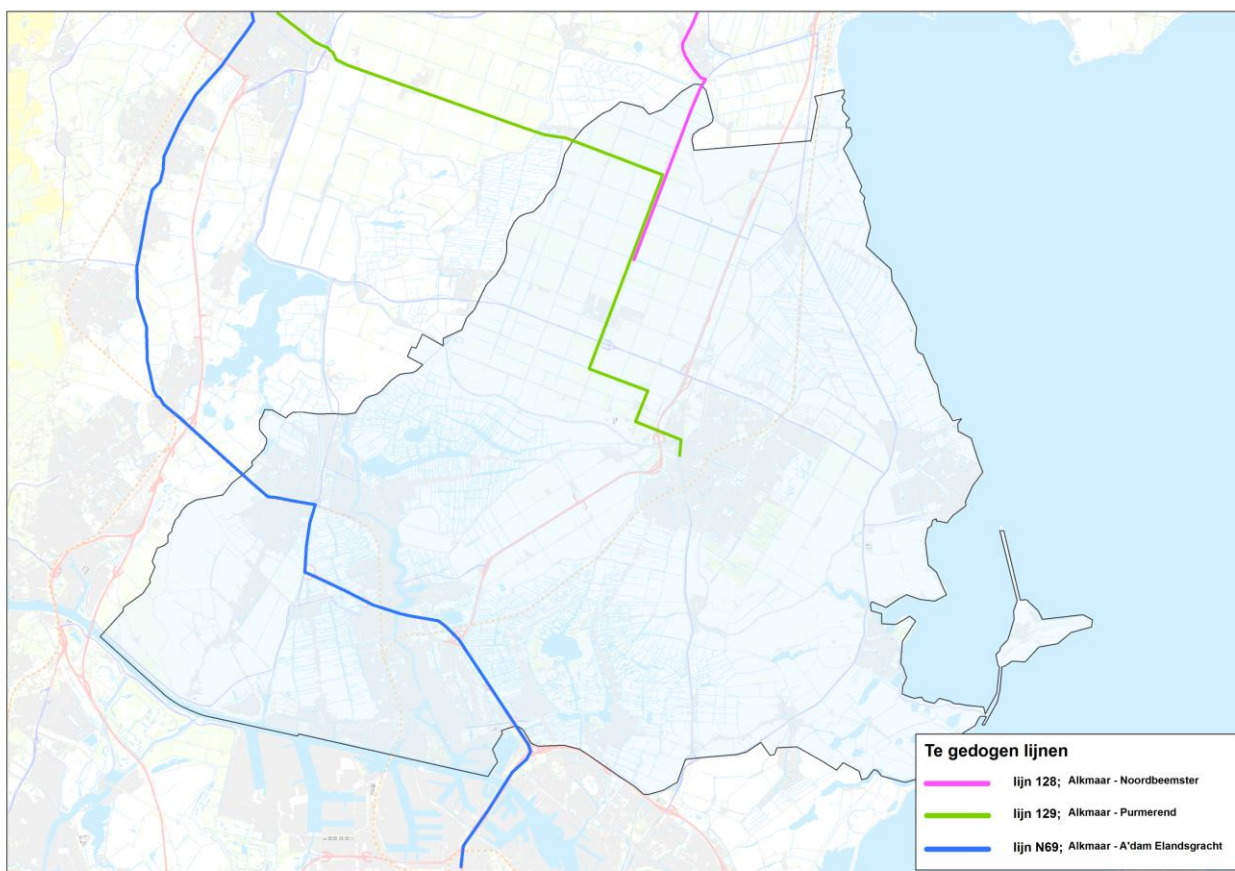 Te gedogen lijnen
lijn 128; Alkmaar - Noordbeemster
lijn 129; Alkmaar - Purmerend
lijn N69; Alkmaar - A'dam Elandsgracht